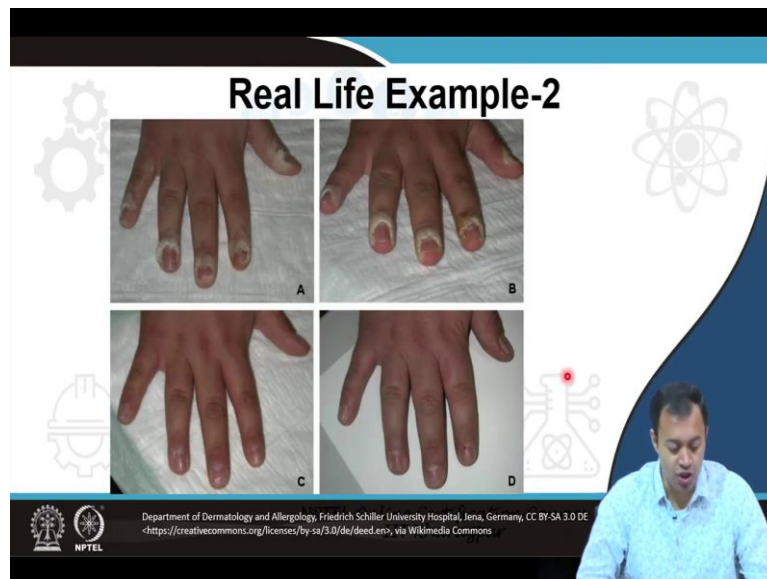 Real Life Example-2
A
B
C
D
NPTEL
Department of Dermatology and Allergology, Friedrich Schiller University Hospital, Jena, Germany, CC BY-SA 3.0 DE
<https://creativecommons.org/licenses/by-sa/3.0/de/deed.en>, via Wikimedia Commons